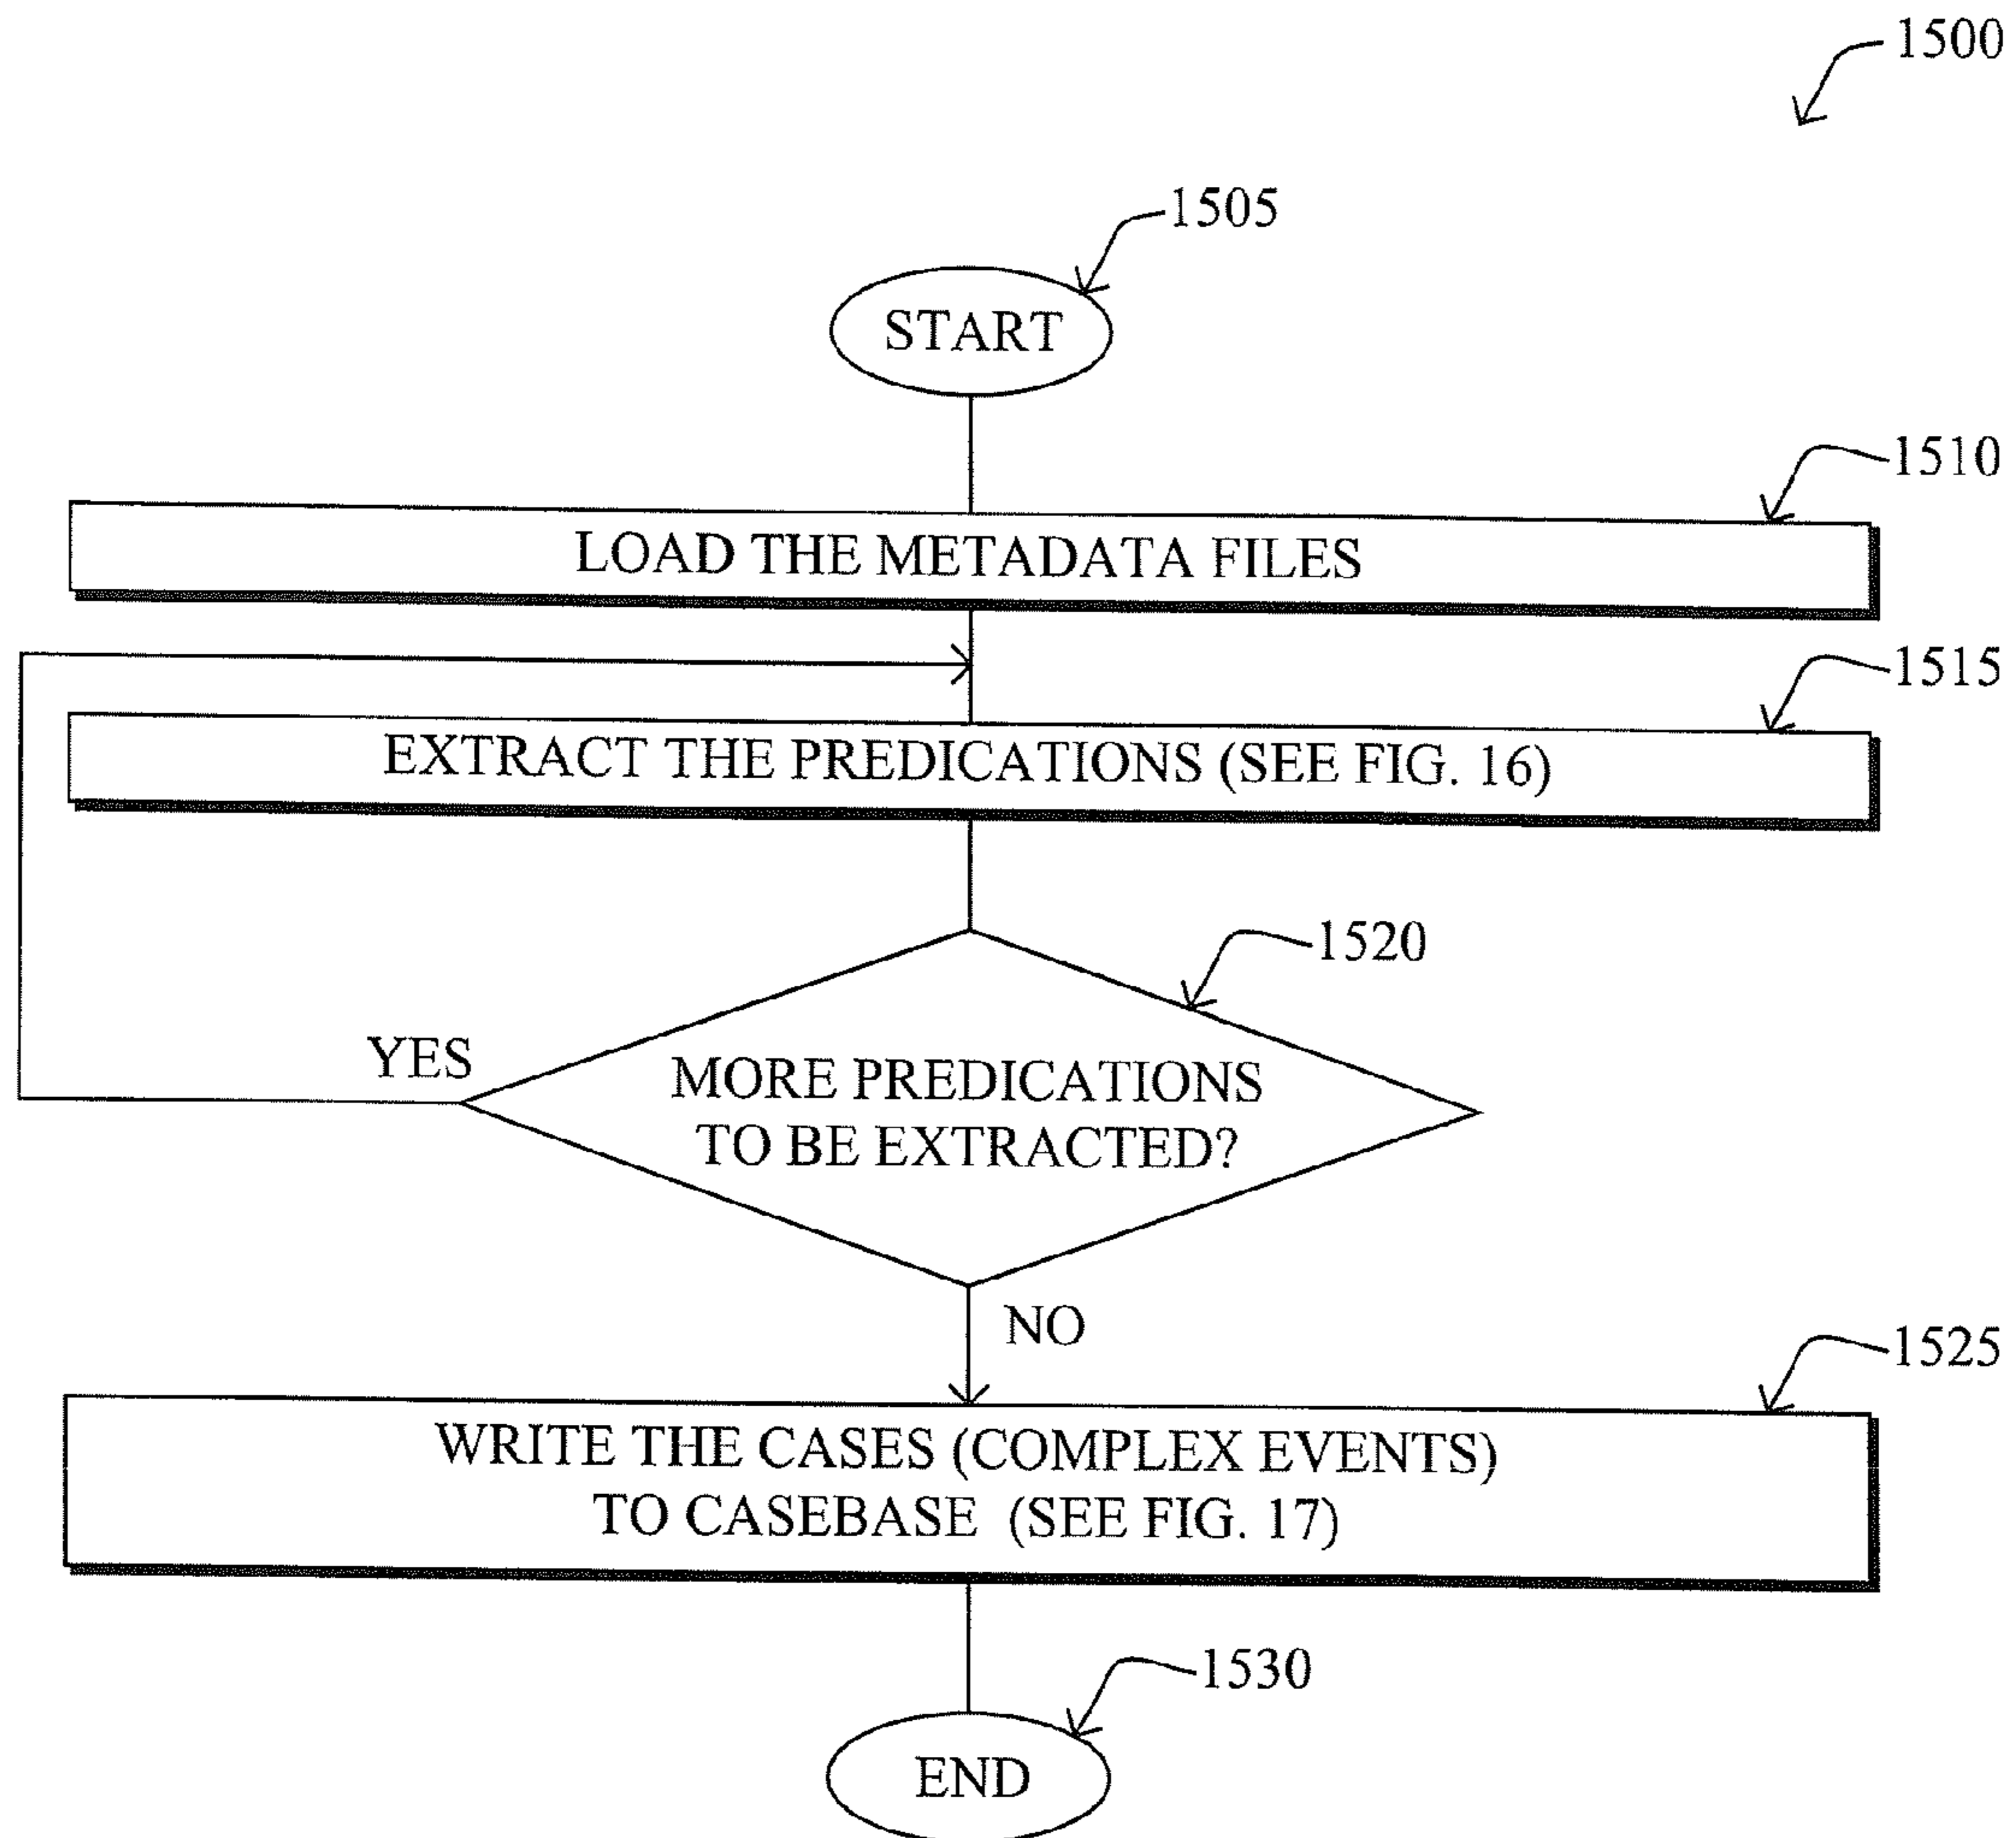 1500
1505
START
1510
LOAD THE METADATA FILES
1515
EXTRACT THE PREDICATIONS (SEE FIG. 16)
1520
YES
MORE PREDICATIONS
TO BE EXTRACTED?
NO
1525
WRITE THE CASES (COMPLEX EVENTS)
TO CASEBASE (SEE FIG. 17)
1530
END